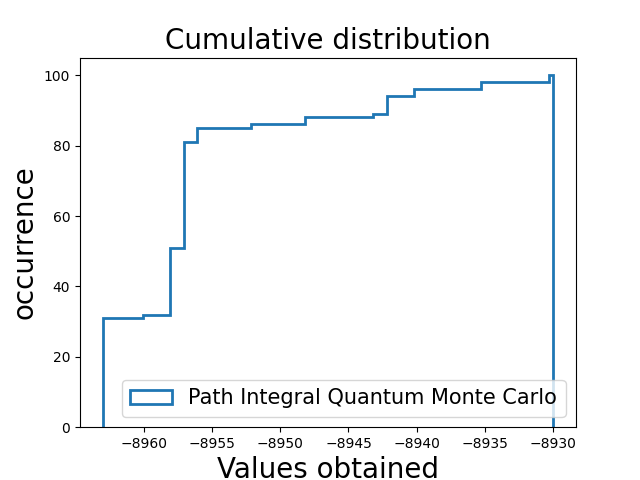 Cumulative distribution
100
80
60
40
20
0
occurrence
Path Integral Quantum Monte Carlo
−8960 −8955 −8950 −8945 −8940 −8935 −8930
Values obtained